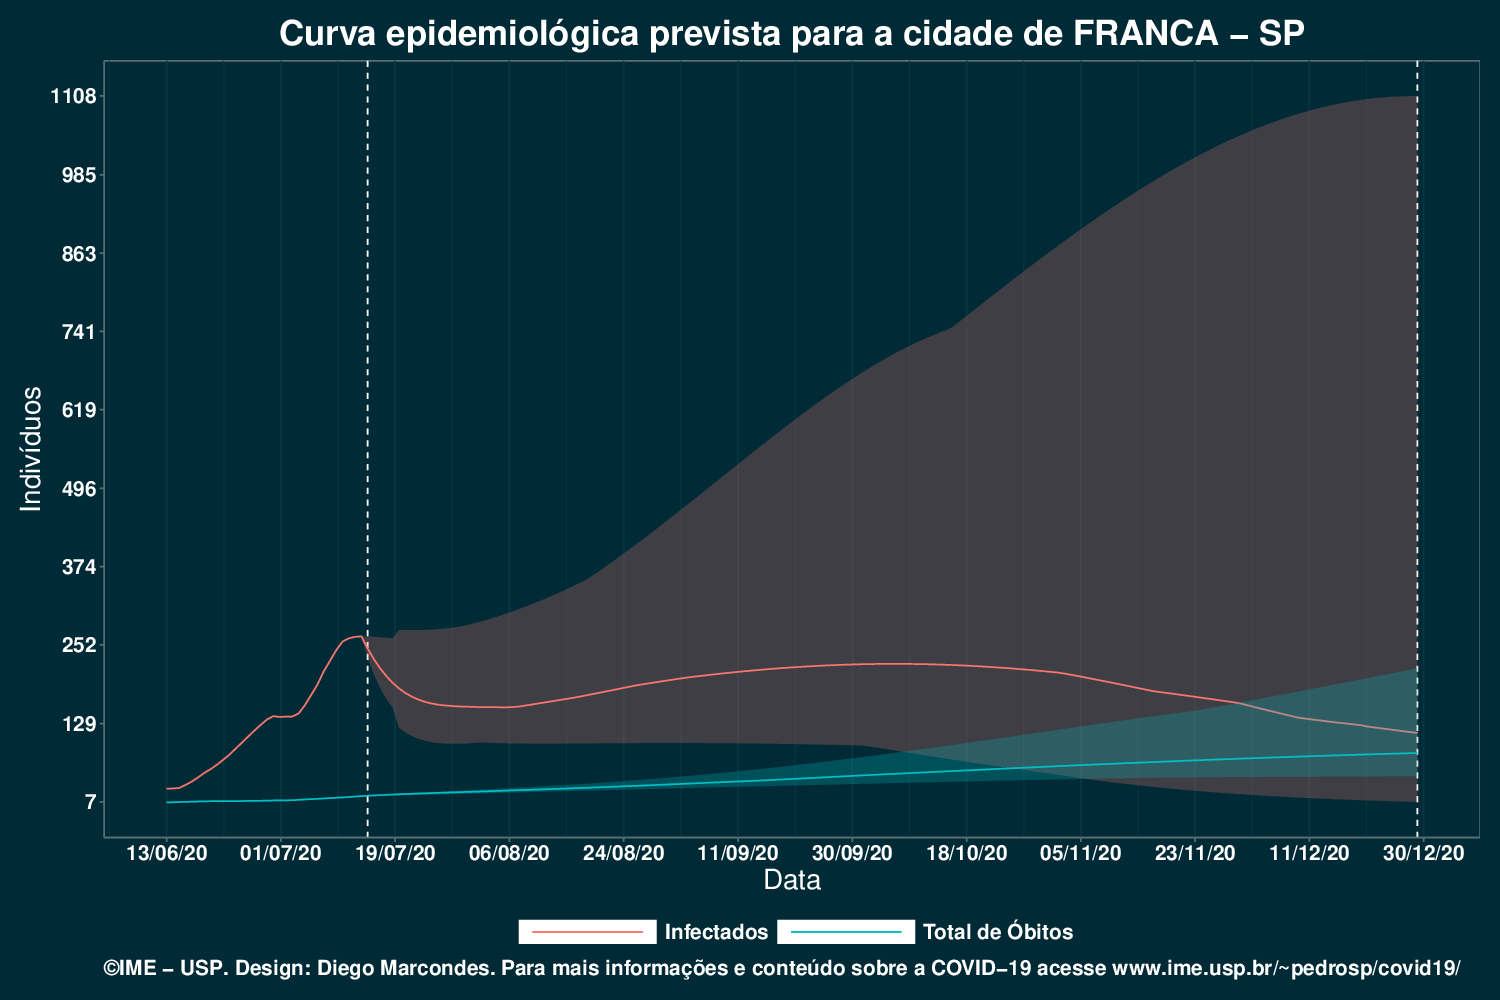 Curva epidemiológica prevista para a cidade de FRANCA – SP
Indivíduos
1108
985
863
741
619
496
374
252
129
7
13/06/20 01/07/20 19/07/20 06/08/20 24/08/20 11/09/20 30/09/20 18/10/20 05/11/20 23/11/20 11/12/20 30/12/20
Data
Infectados Total de Óbitos
©IME – USP. Design: Diego Marcondes. Para mais informações e conteúdo sobre a COVID–19 acesse www.ime.usp.br/~pedrosp/covid19/